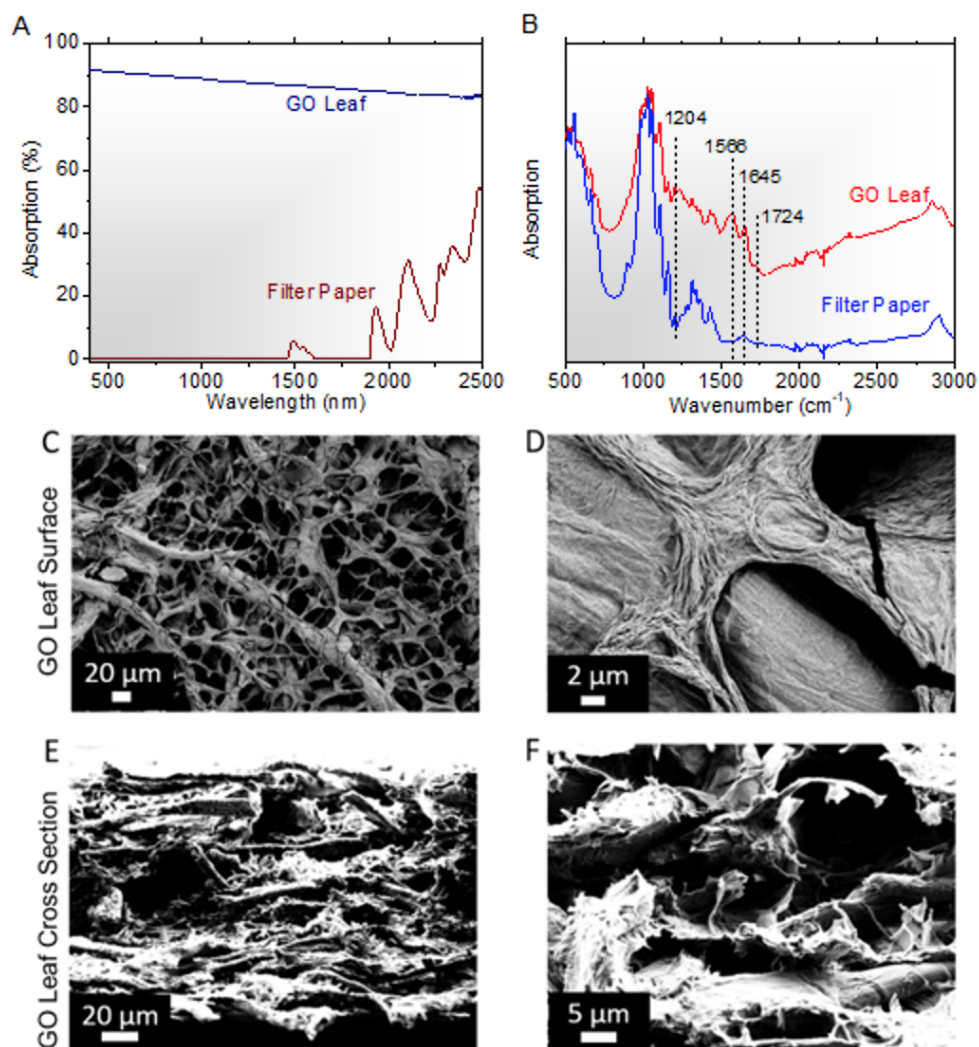 A
100
80
60
40
20
0
Absorption (%)
GO Leaf
Filter Paper
500
1000
1500
2000
2500
Wavelength (nm)
B
Absorption
1204
1566
1645
1724
GO Leaf
Filter Paper
500
1000
1500
2000
2500
3000
Wavenumber (cm⁻¹)
GO Leaf Surface
C
20 µm
D
2 µm
GO Leaf Cross Section
E
20 µm
F
5 µm